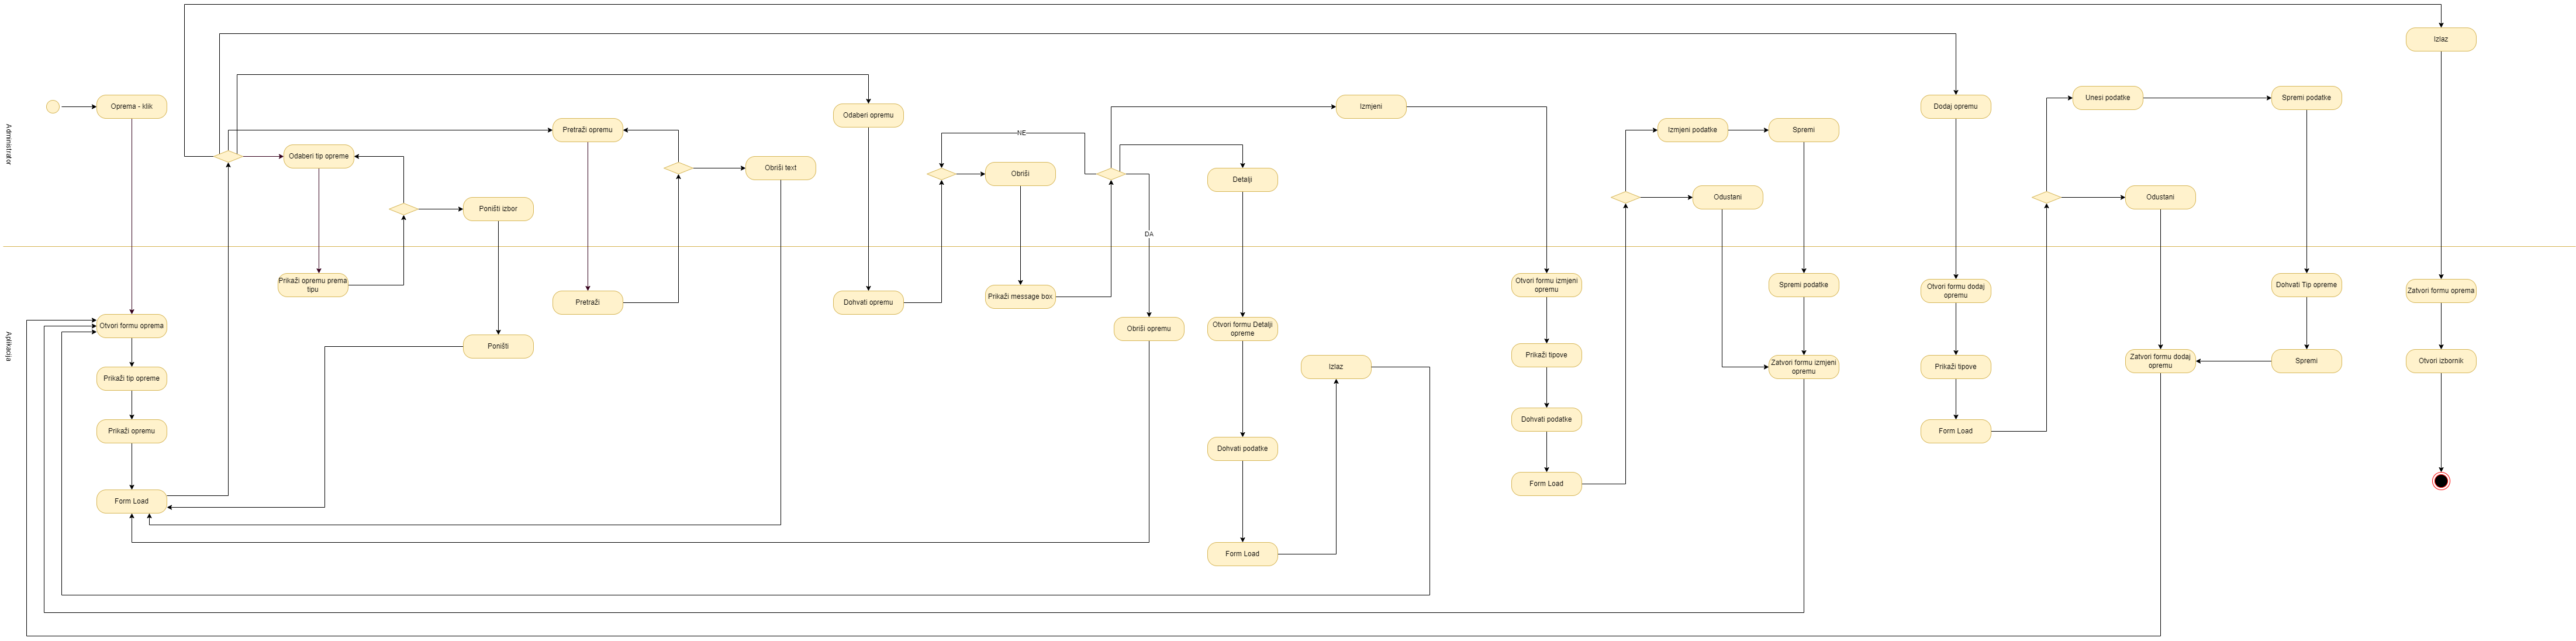 Administrator
Aplikacija
Oprema - klik
Otvori formu oprema
Prikaži tip opreme
Prikaži opremu
Form Load
Odaberi tip opreme
Prikaži opremu prema
tipu
Poništi izbor
Poništi
Pretraži opremu
Pretraži
Obriši text
Odaberi opremu
Dohvati opremu
Obriši
Prikaži message box
NE
DA
Obriši opremu
Detalji
Otvori formu Detalji
opreme
Dohvati podatke
Form Load
Izlaz
Izmjeni
Otvori formu izmjeni
opremu
Prikaži tipove
Dohvati podatke
Form Load
Izmjeni podatke
Spremi
Odustani
Spremi podatke
Zatvori formu izmjeni
opremu
Dodaj opremu
Otvori formu dodaj
opremu
Prikaži tipove
Form Load
Unesi podatke
Spremi podatke
Odustani
Dohvati Tip opreme
Spremi
Zatvori formu dodaj
opremu
Izlaz
Zatvori formu oprema
Otvori izbornik